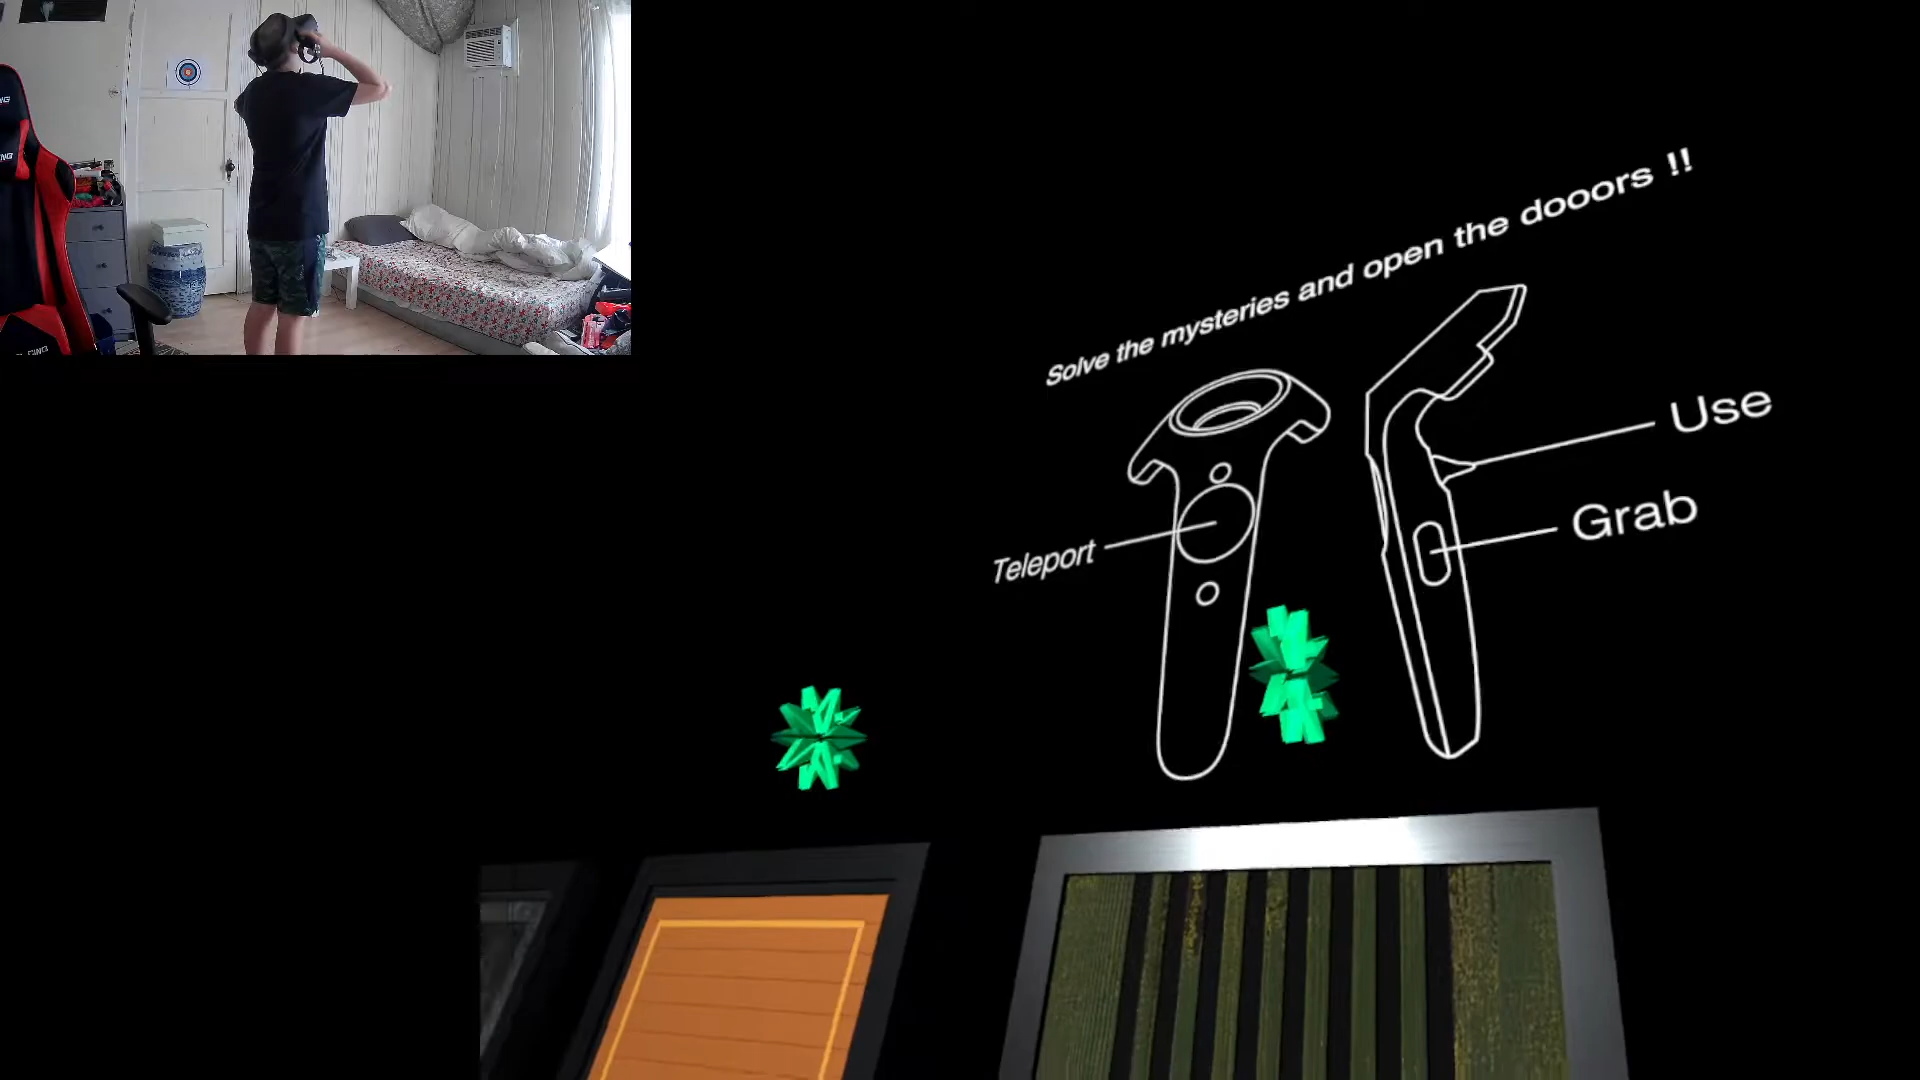 Solve the mysteries and open the dooors !!
Use
Grab
Teleport